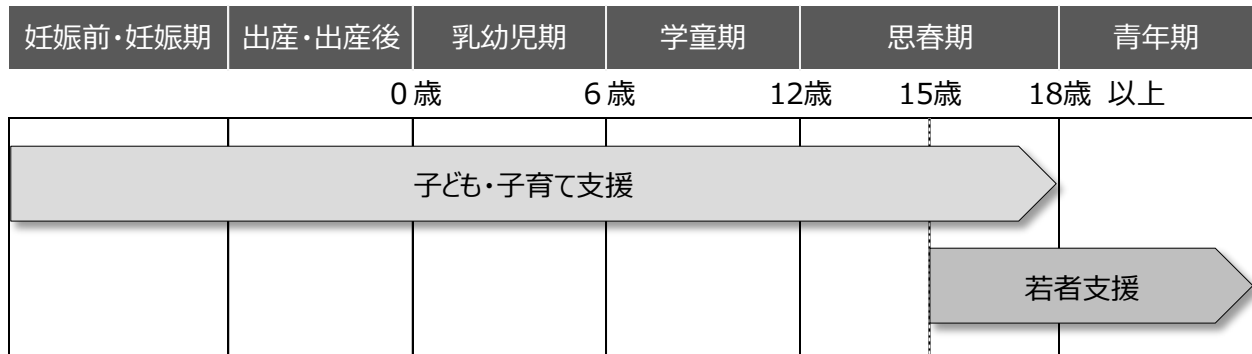 妊娠前・妊娠期 出産・出産後 乳幼児期 学童期 思春期 青年期
0歳 6歳 12歳 15歳 18歳 以上
子ども・子育て支援
若者支援